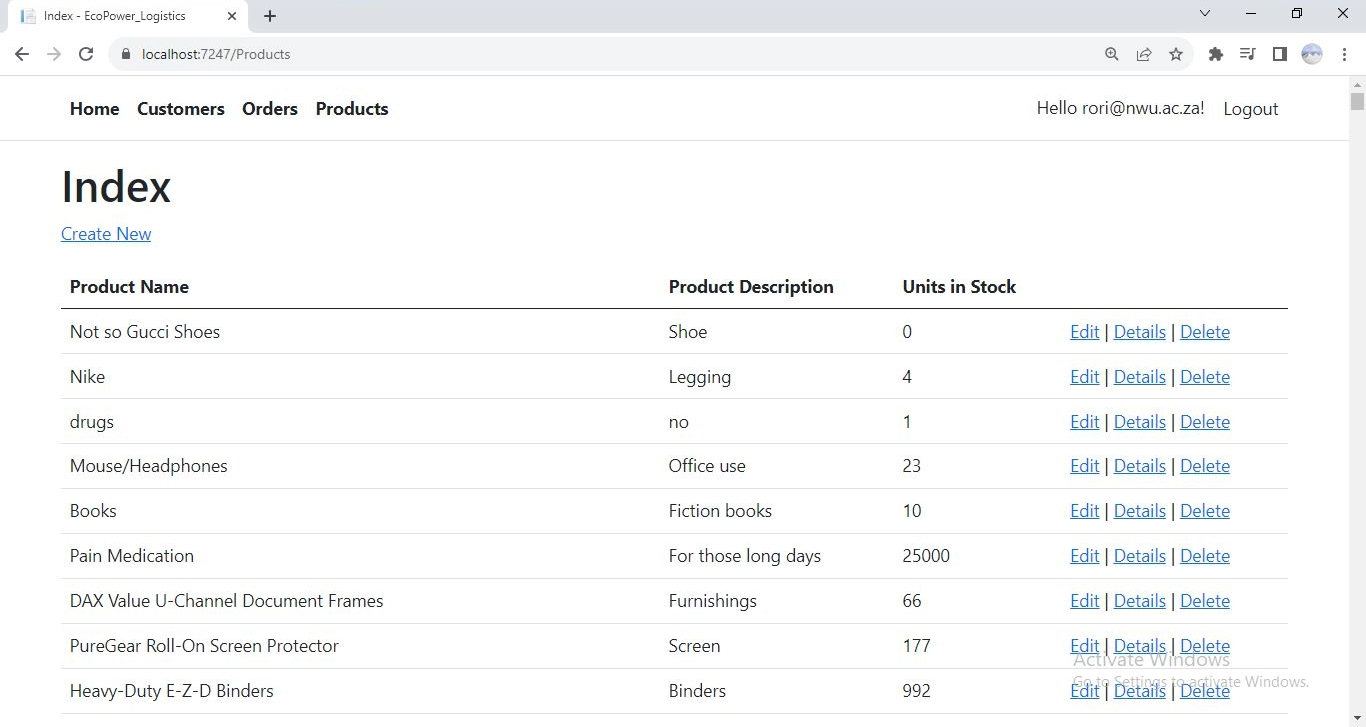 Index - EcoPower_Logistics
localhost:7247/Products
Home Customers Orders Products Hello rori@nwu.ac.za! Logout
Index
Create New
Product Name Product Description Units in Stock
Not so Gucci Shoes Shoe 0 Edit | Details | Delete
Nike Legging 4 Edit | Details | Delete
drugs no 1 Edit | Details | Delete
Mouse/Headphones Office use 23 Edit | Details | Delete
Books Fiction books 10 Edit | Details | Delete
Pain Medication For those long days 25000 Edit | Details | Delete
DAX Value U-Channel Document Frames Furnishings 66 Edit | Details | Delete
PureGear Roll-On Screen Protector Screen 177 Edit | Details | Delete
Activate Windows
Go to Settings to activate Windows.
Heavy-Duty E-Z-D Binders Binders 992 Edit | Details | Delete